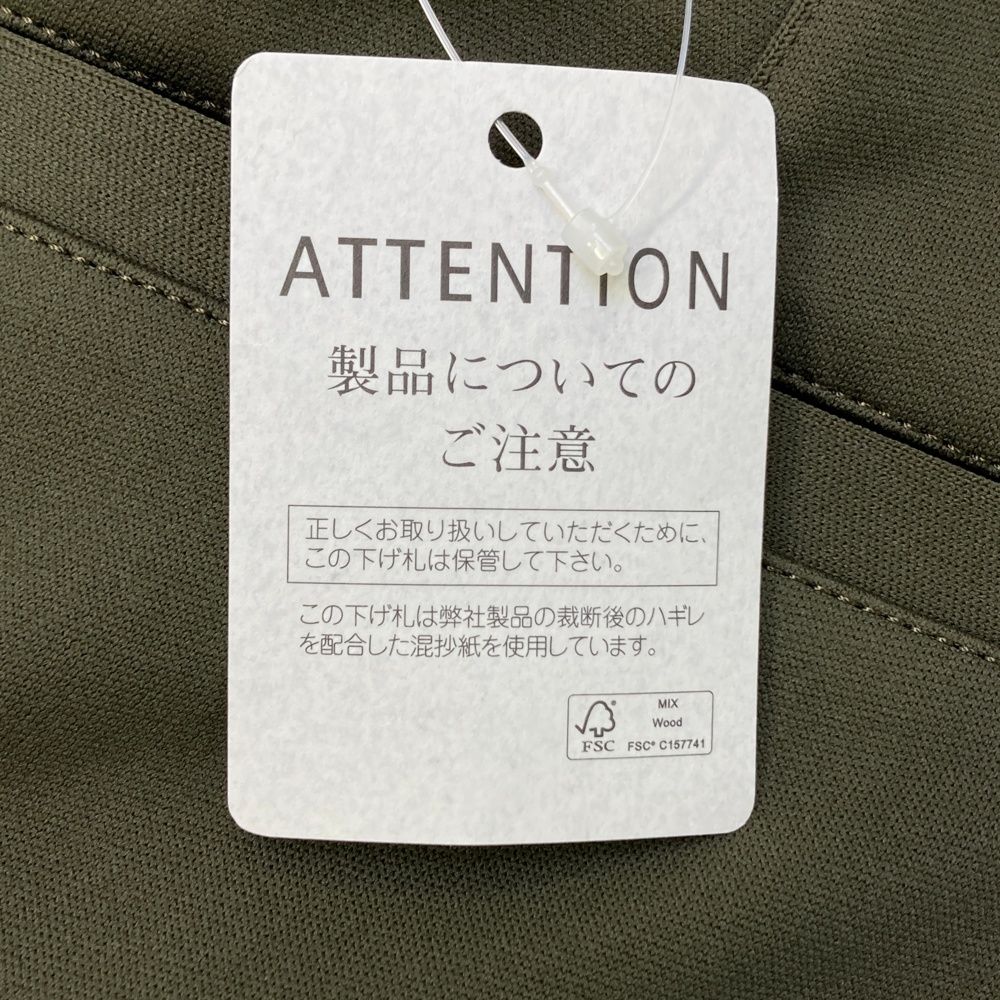 ATTENTION
製品についての
ご注意
正しくお取り扱いしていただくために、
この下げ札は保管して下さい。
この下げ札は弊社製品の裁断後のハギレ
を配合した混抄紙を使用しています。
MIX
Wood
FSC
FSC® C157741